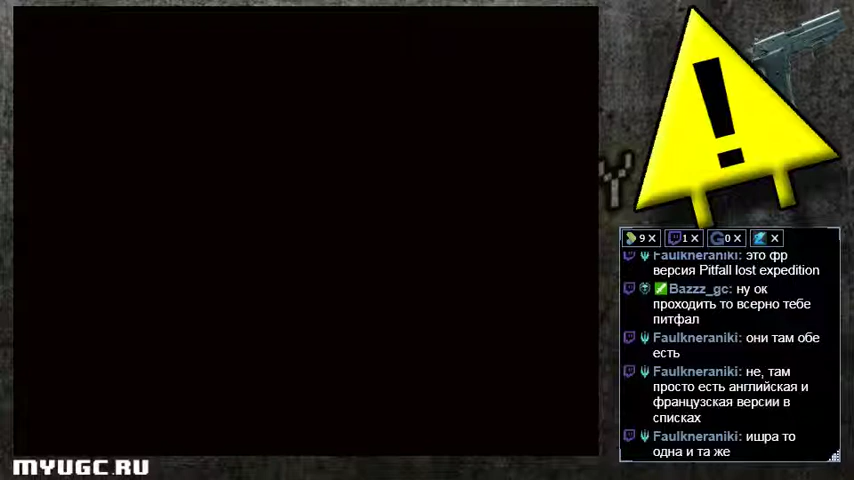 !
9 X 1 X 0 X X
Faulkneraniki: это фр
версия Pitfall lost expedition
Bazzz_gc: ну ок
проходить то всерно тебе
питфал
Faulkneraniki: они там обе
есть
Faulkneraniki: не, там
просто есть английская и
французская версии в
списках
Faulkneraniki: ишра то
одна и та же
MYUGC.RU